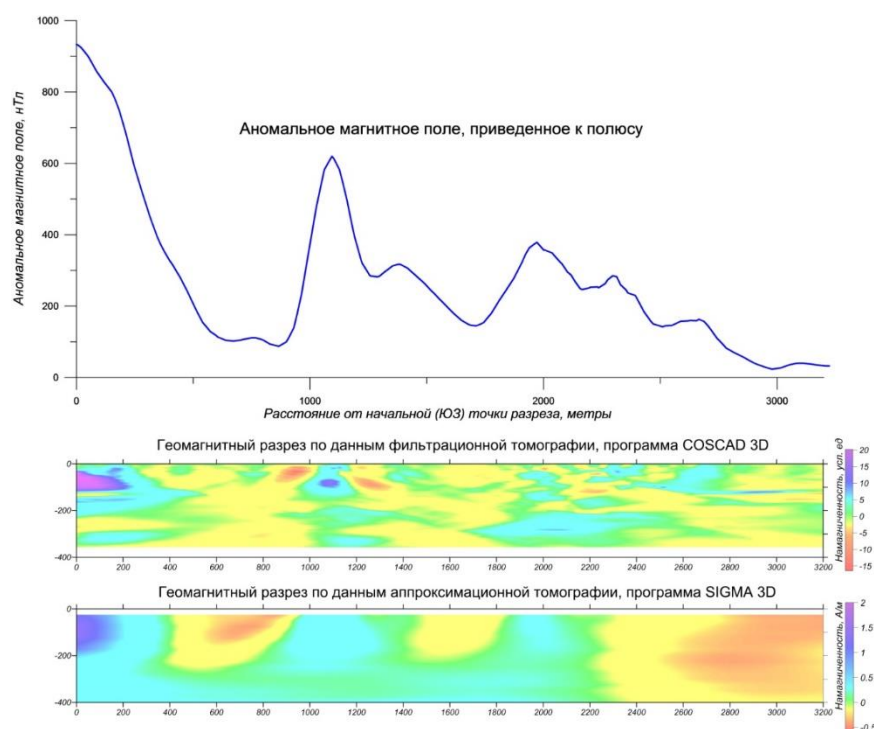 1000
800
600
400
200
0
Аномальное магнитное поле, нТл
Аномальное магнитное поле, приведенное к полюсу
0 1000 2000 3000
Расстояние от начальной (ЮЗ) точки разреза, метры
Геомагнитный разрез по данным фильтрационной томографии, программа COSCAD 3D
0
-200
-400
0 200 400 600 800 1000 1200 1400 1600 1800 2000 2200 2400 2600 2800 3000 3200
Намагниченность, усл. ед
20
15
10
5
0
-5
-10
-15
Геомагнитный разрез по данным аппроксимационной томографии, программа SIGMA 3D
0
-200
-400
0 200 400 600 800 1000 1200 1400 1600 1800 2000 2200 2400 2600 2800 3000 3200
Намагниченность, А/м
2
1.5
1
0.5
0
-0.5